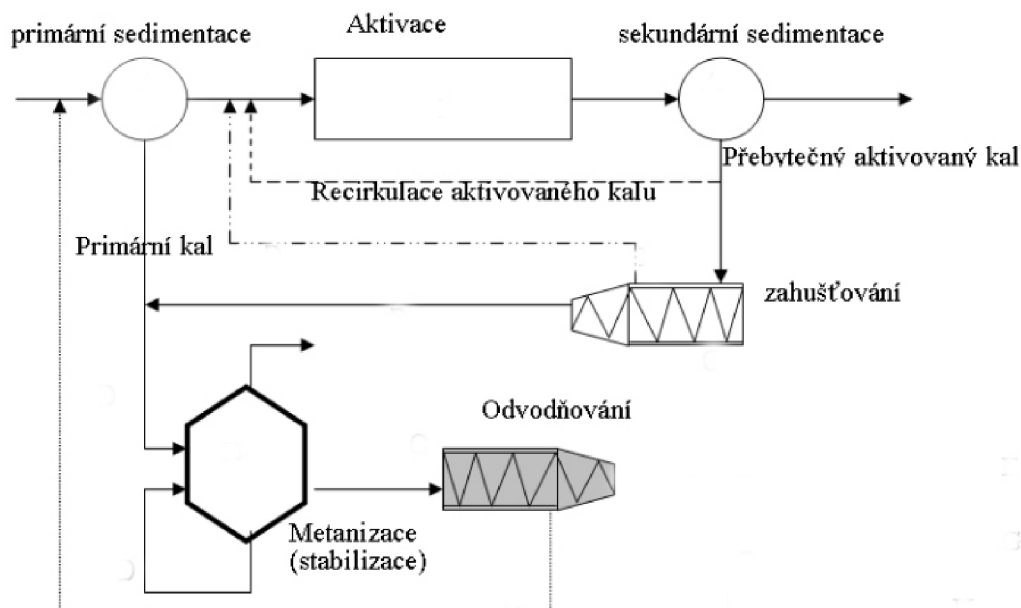 Aktivace
primární sedimentace
sekundární sedimentace
Přebytečný aktivovaný kal
Recirkulace aktivovaného kalu
Primární kal
zahušťování
Odvodňování
Metanizace
(stabilizace)